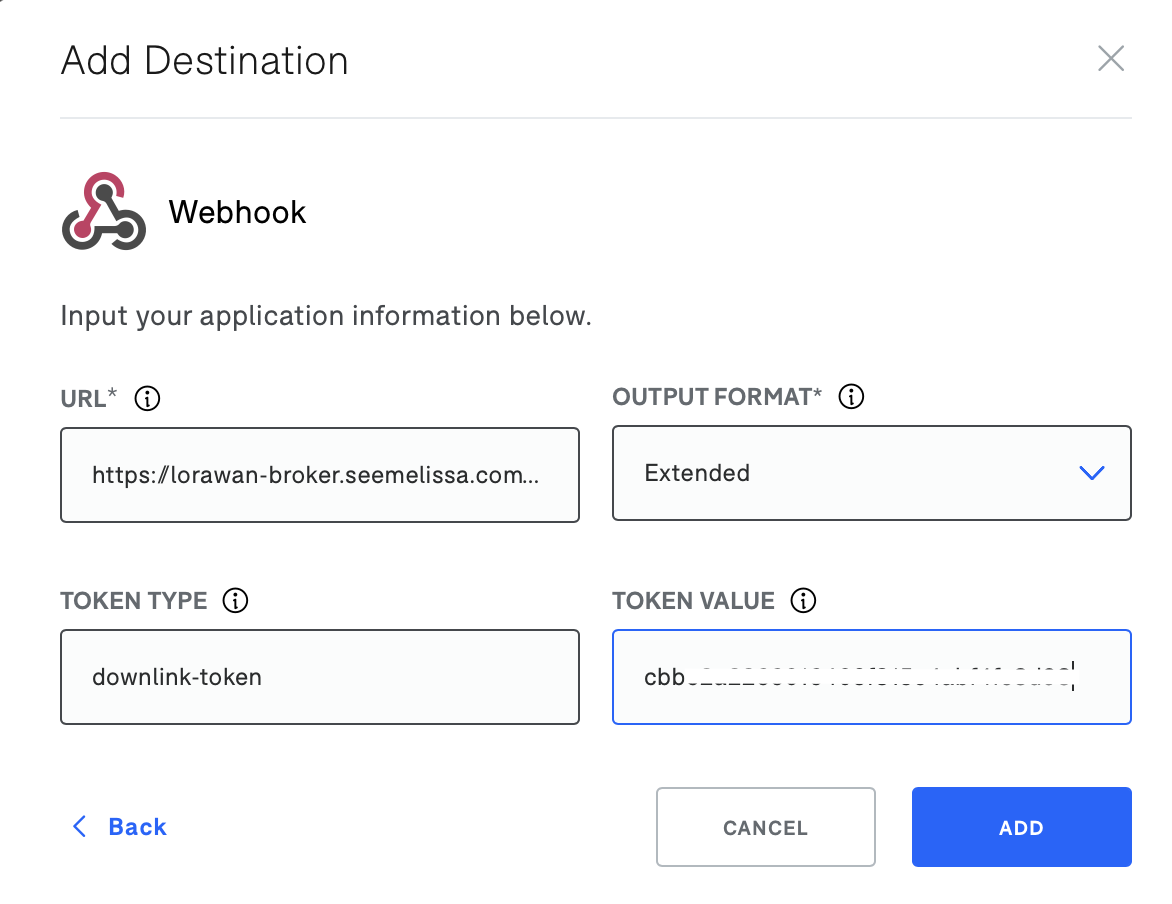 Add Destination
Webhook
Input your application information below.
URL*
OUTPUT FORMAT*
https://lorawan-broker.seemelissa.com...
Extended
TOKEN TYPE
TOKEN VALUE
downlink-token
cbb
Back
CANCEL
ADD